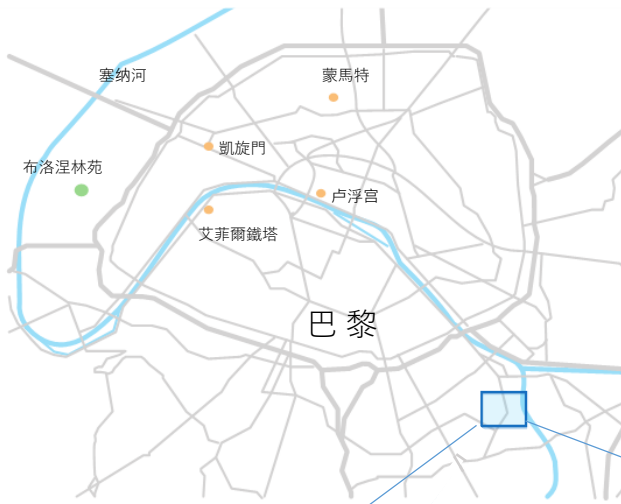 塞纳河
蒙馬特
凱旋門
布洛涅林苑
卢浮宫
艾菲爾鐵塔
巴黎